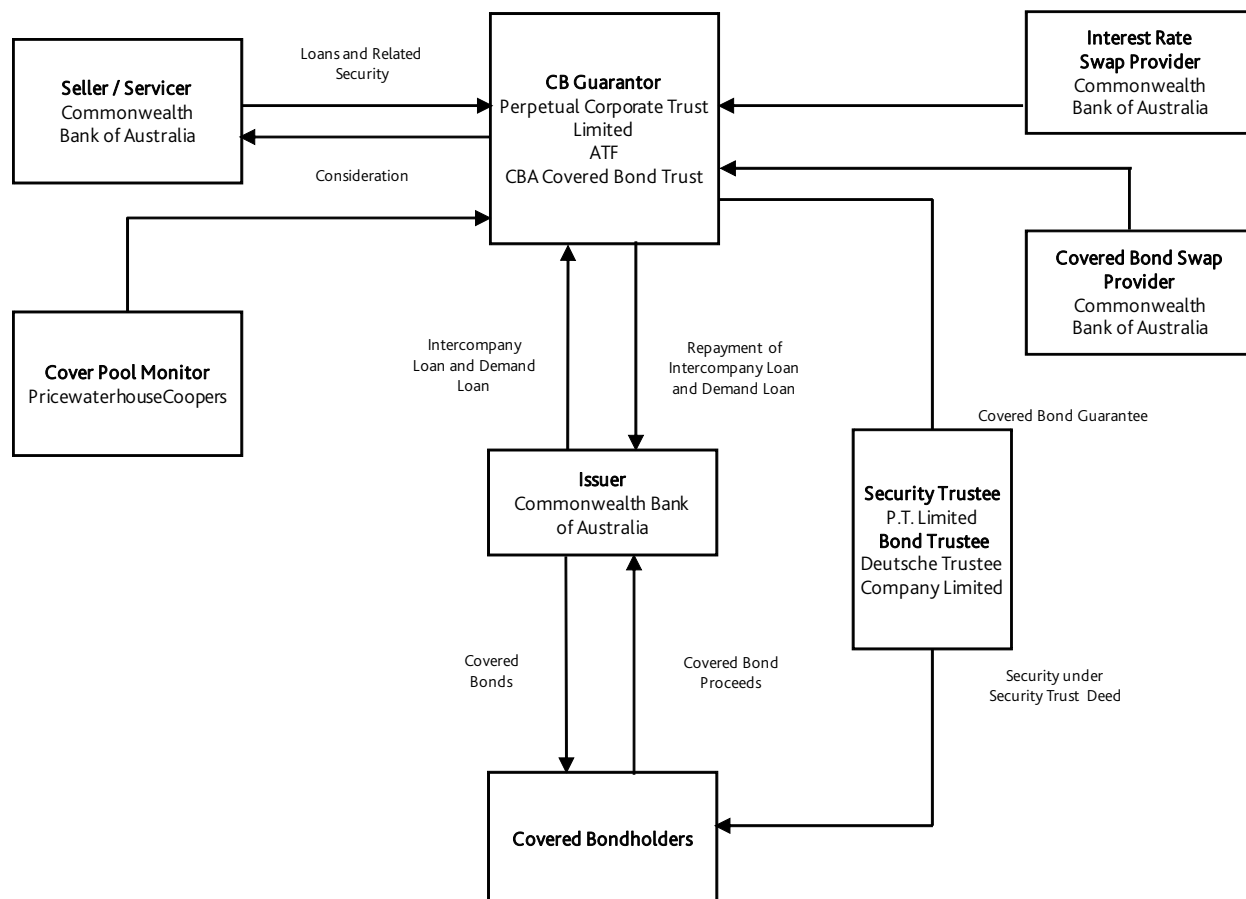 Seller / Servicer
Commonwealth
Bank of Australia
Loans and Related
Security
Consideration
CB Guarantor
Perpetual Corporate Trust
Limited
ATF
CBA Covered Bond Trust
Interest Rate
Swap Provider
Commonwealth
Bank of Australia
Covered Bond Swap
Provider
Commonwealth
Bank of Australia
Cover Pool Monitor
PricewaterhouseCoopers
Intercompany
Loan and Demand
Loan
Repayment of
Intercompany Loan
and Demand Loan
Covered Bond Guarantee
Issuer
Commonwealth Bank
of Australia
Security Trustee
P.T. Limited
Bond Trustee
Deutsche Trustee
Company Limited
Covered
Bonds
Covered Bond
Proceeds
Security under
Security Trust Deed
Covered Bondholders